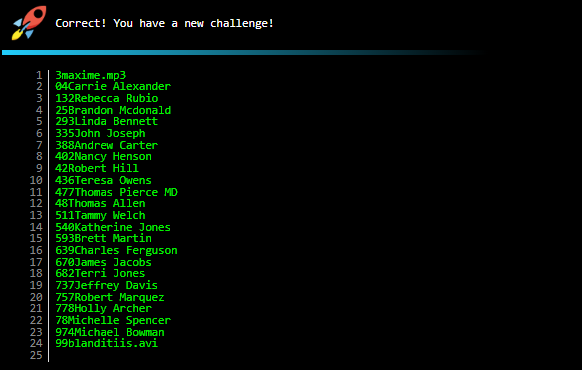 Correct! You have a new challenge!
1 3maxime.mp3
2 04Carrie Alexander
3 132Rebecca Rubio
4 25Brandon Mcdonald
5 293Linda Bennett
6 335John Joseph
7 388Andrew Carter
8 402Nancy Henson
9 42Robert Hill
10 436Teresa Owens
11 477Thomas Pierce MD
12 48Thomas Allen
13 511Tammy Welch
14 540Katherine Jones
15 593Brett Martin
16 639Charles Ferguson
17 670James Jacobs
18 682Terri Jones
19 737Jeffrey Davis
20 757Robert Marquez
21 778Holly Archer
22 78Michelle Spencer
23 974Michael Bowman
24 99blanditiis.avi
25